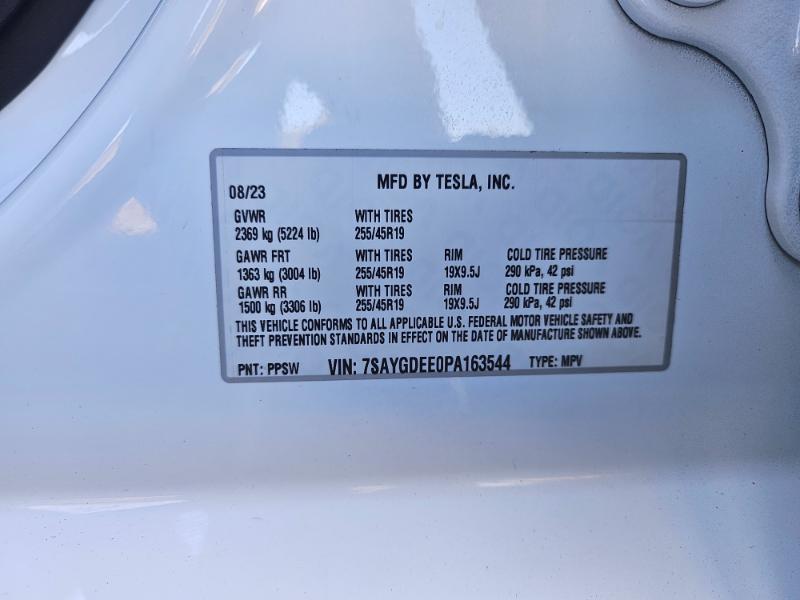 08/23 MFD BY TESLA, INC.
GVWR WITH TIRES
2369 kg (5224 lb) 255/45R19
GAWR FRT WITH TIRES RIM COLD TIRE PRESSURE
1363 kg (3004 lb) 255/45R19 19X9.5J 290 kPa, 42 psi
GAWR RR WITH TIRES RIM COLD TIRE PRESSURE
1500 kg (3306 lb) 255/45R19 19X9.5J 290 kPa, 42 psi
THIS VEHICLE CONFORMS TO ALL APPLICABLE U.S. FEDERAL MOTOR VEHICLE SAFETY AND
THEFT PREVENTION STANDARDS IN EFFECT ON THE DATE OF MANUFACTURE SHOWN ABOVE.
PNT: PPSW VIN: 7SAYGDEE0PA163544 TYPE: MPV